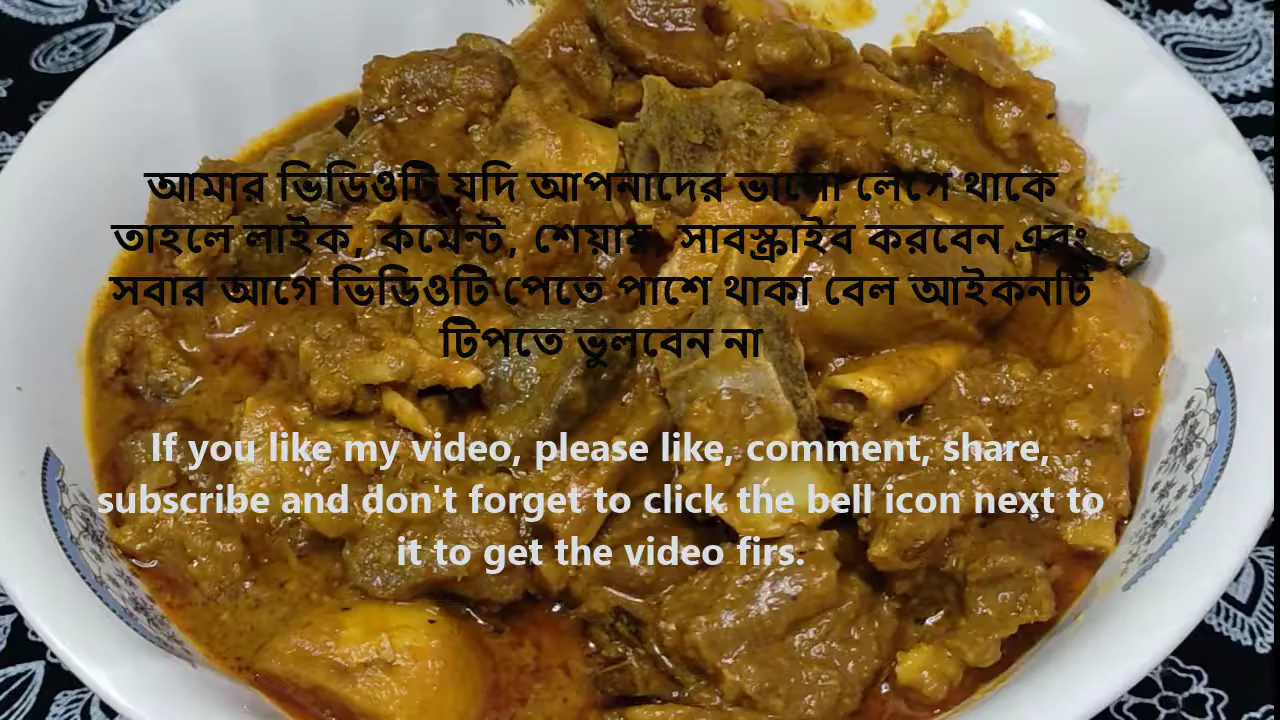 আমার ভিডিওটি যদি আপনাদের ভালো লেগে থাকে
তাহলে লাইক, কমেন্ট, শেয়ার, সাবস্ক্রাইব করবেন এবং
সবার আগে ভিডিওটি পেতে পাশে থাকা বেল আইকনটি
টিপতে ভুলবেন না
If you like my video, please like, comment, share,
subscribe and don't forget to click the bell icon next to
it to get the video firs.